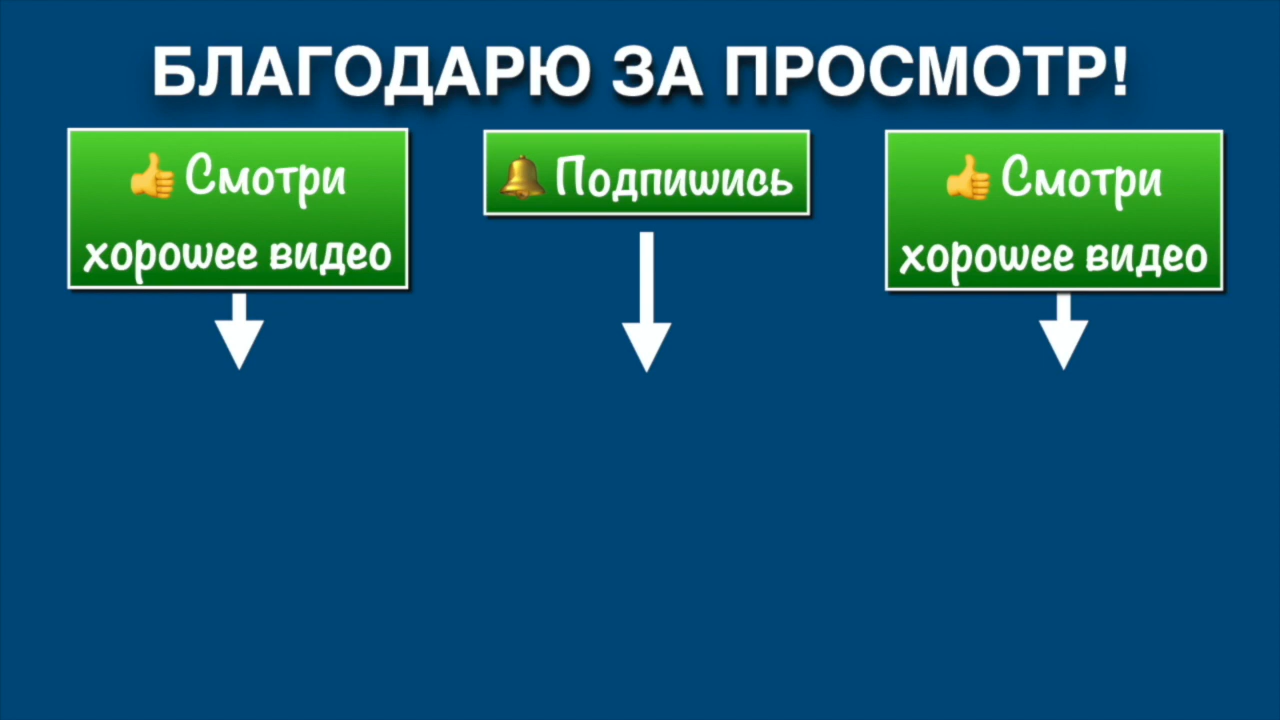 БЛАГОДАРЮ ЗА ПРОСМОТР!
👍 Смотри
хорошее видео
🔔 Подпишись
👍 Смотри
хорошее видео